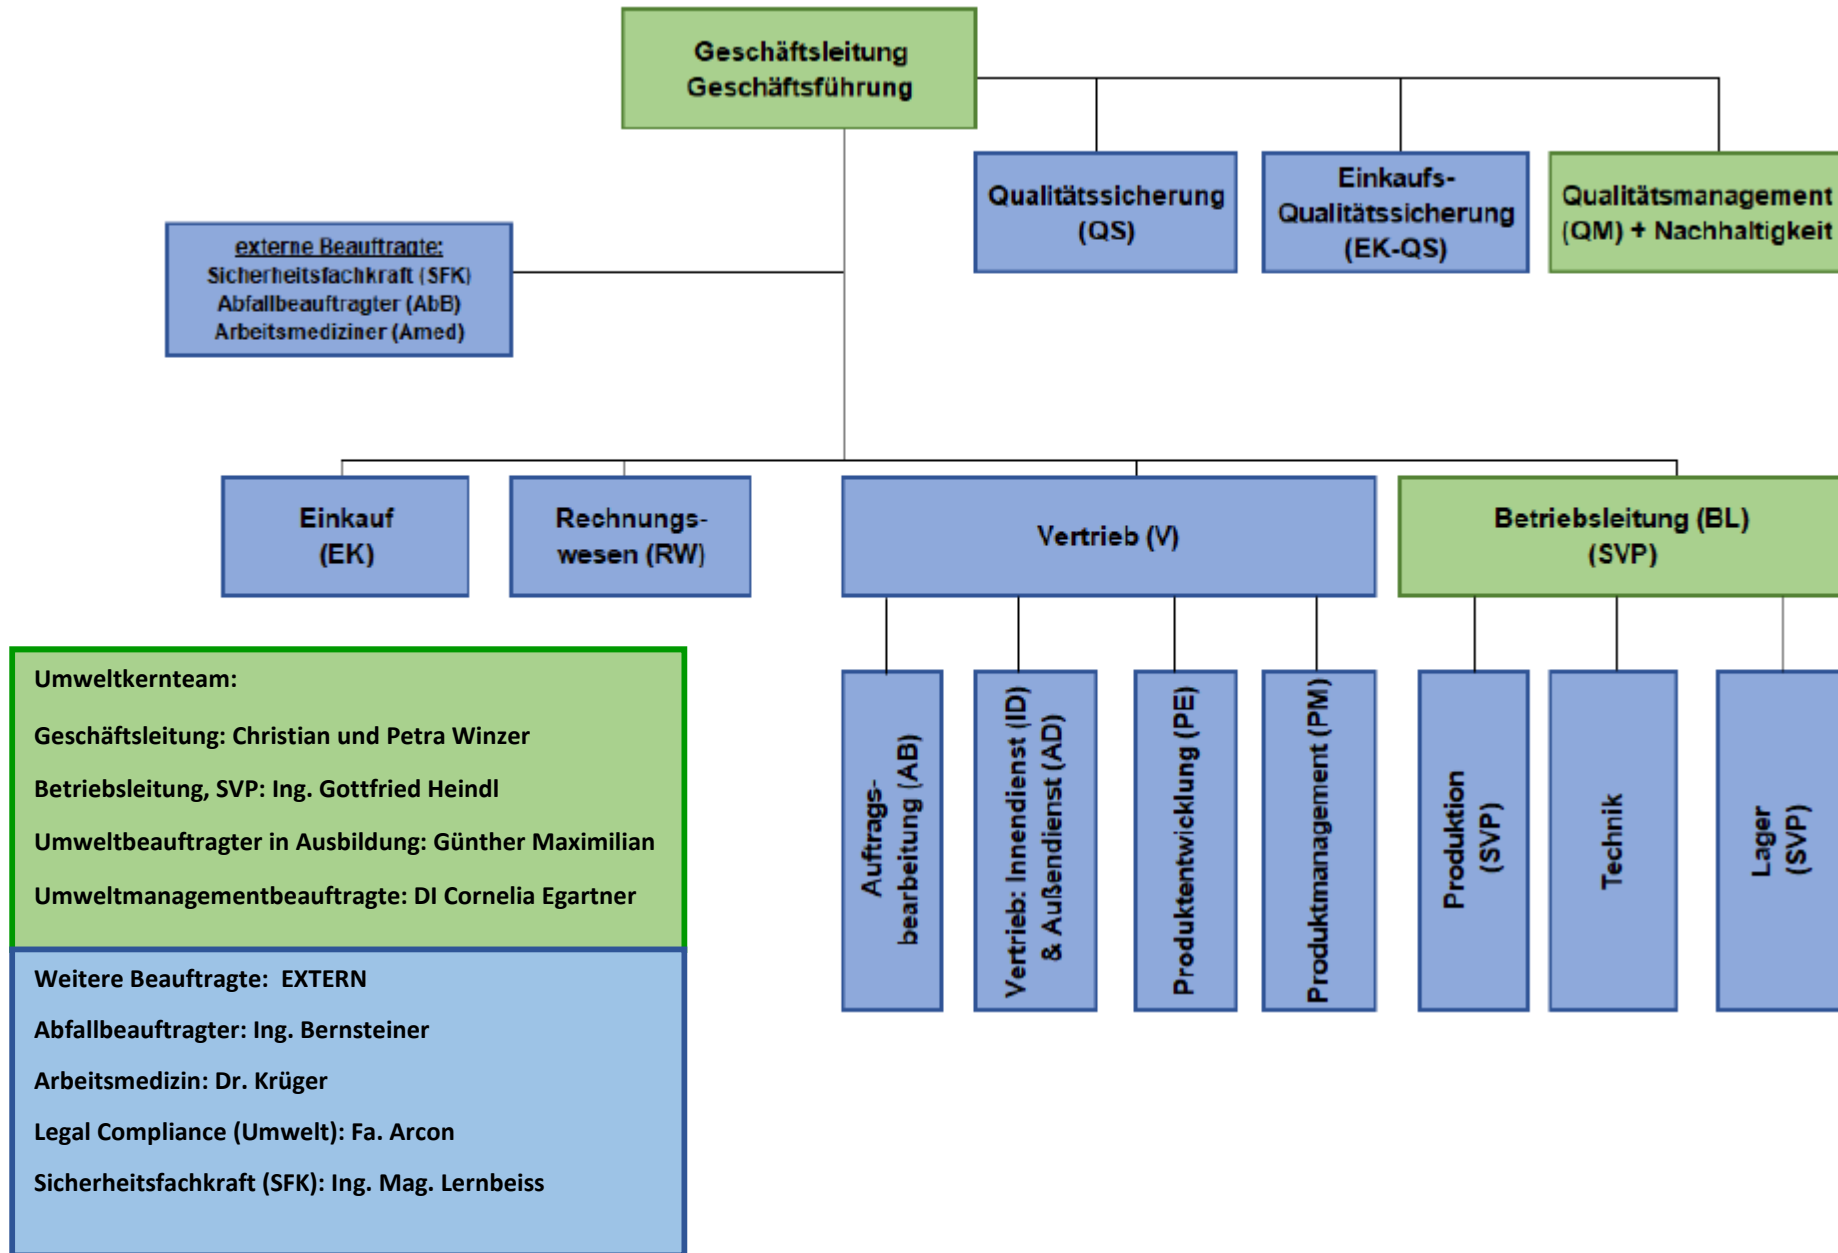 Geschäftsleitung
Geschäftsführung
Qualitätssicherung
(QS)
Einkaufs-
Qualitätssicherung
(EK-QS)
Qualitätsmanagement
(QM) + Nachhaltigkeit
externe Beauftragte:
Sicherheitsfachkraft (SFK)
Abfallbeauftragter (AbB)
Arbeitsmediziner (Amed)
Einkauf
(EK)
Rechnungs-
wesen (RW)
Vertrieb (V)
Betriebsleitung (BL)
(SVP)
Auftrags-
bearbeitung (AB)
Vertrieb: Innendienst (ID)
& Außendienst (AD)
Produktentwicklung (PE)
Produktmanagement (PM)
Produktion
(SVP)
Technik
Lager
(SVP)
Umweltkernteam:
Geschäftsleitung: Christian und Petra Winzer
Betriebsleitung, SVP: Ing. Gottfried Heindl
Umweltbeauftragter in Ausbildung: Günther Maximilian
Umweltmanagementbeauftragte: DI Cornelia Egartner
Weitere Beauftragte: EXTERN
Abfallbeauftragter: Ing. Bernsteiner
Arbeitsmedizin: Dr. Krüger
Legal Compliance (Umwelt): Fa. Arcon
Sicherheitsfachkraft (SFK): Ing. Mag. Lernbeiss